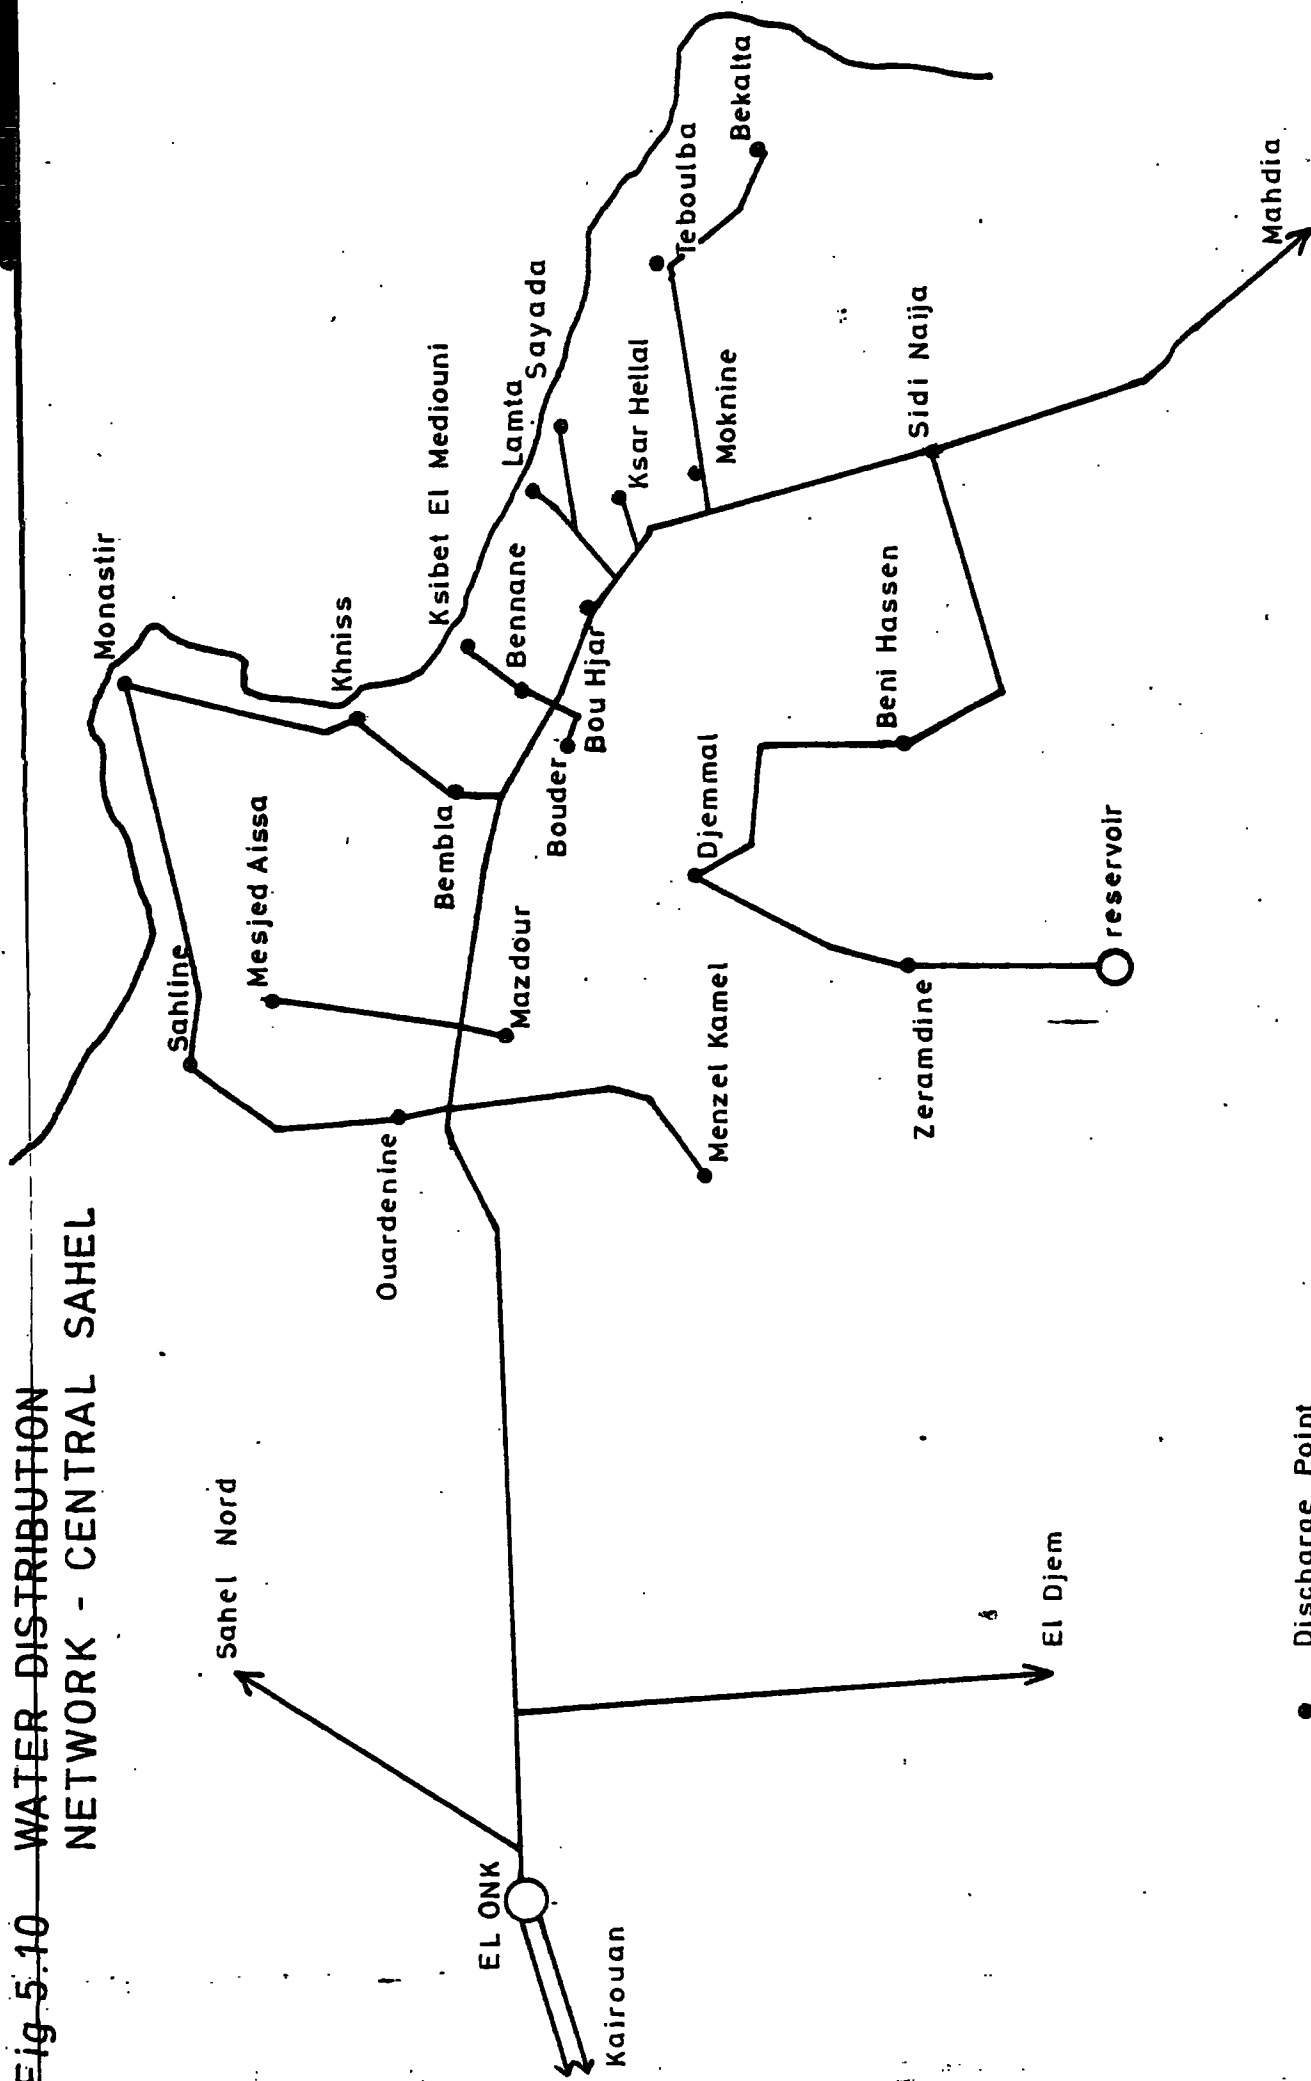 Fig 5.10 WATER DISTRIBUTION
NETWORK - CENTRAL SAHEL
Monastir
Khniss
Sahline
Mesjed Aissa
Ksibet El Mediouni
Lamta
Sayada
Bennane
Bembla
Bouder
Bou Hjar
Ksar Hellal
Teboulba
Bekalta
Moknine
Mazdour
Ouardenine
Menzel Kamel
Djemmal
Beni Hassen
Sidi Naija
Mahdia
Zeramdine
reservoir
Sahel Nord
EL ONK
Kairouan
El Djem
Discharge Point